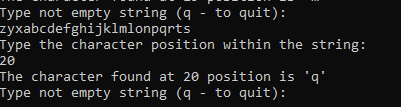 Type not empty string (q - to quit):
zyxabcdefghijklmlonpqrts
Type the character position within the string:
20
The character found at 20 position is 'q'
Type not empty string (q - to quit):